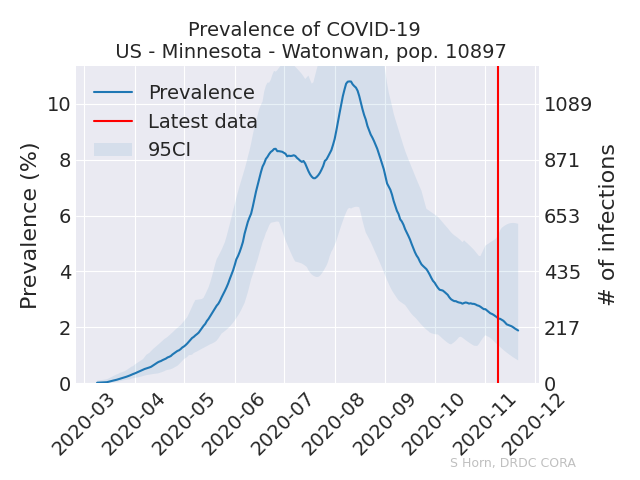 Prevalence of COVID-19
US - Minnesota - Watonwan, pop. 10897
Prevalence
Latest data
95CI
Prevalence (%)
10
8
6
4
2
0
1089
871
653
435
217
0
# of infections
2020-03
2020-04
2020-05
2020-06
2020-07
2020-08
2020-09
2020-10
2020-11
2020-12
S Horn, DRDC CORA